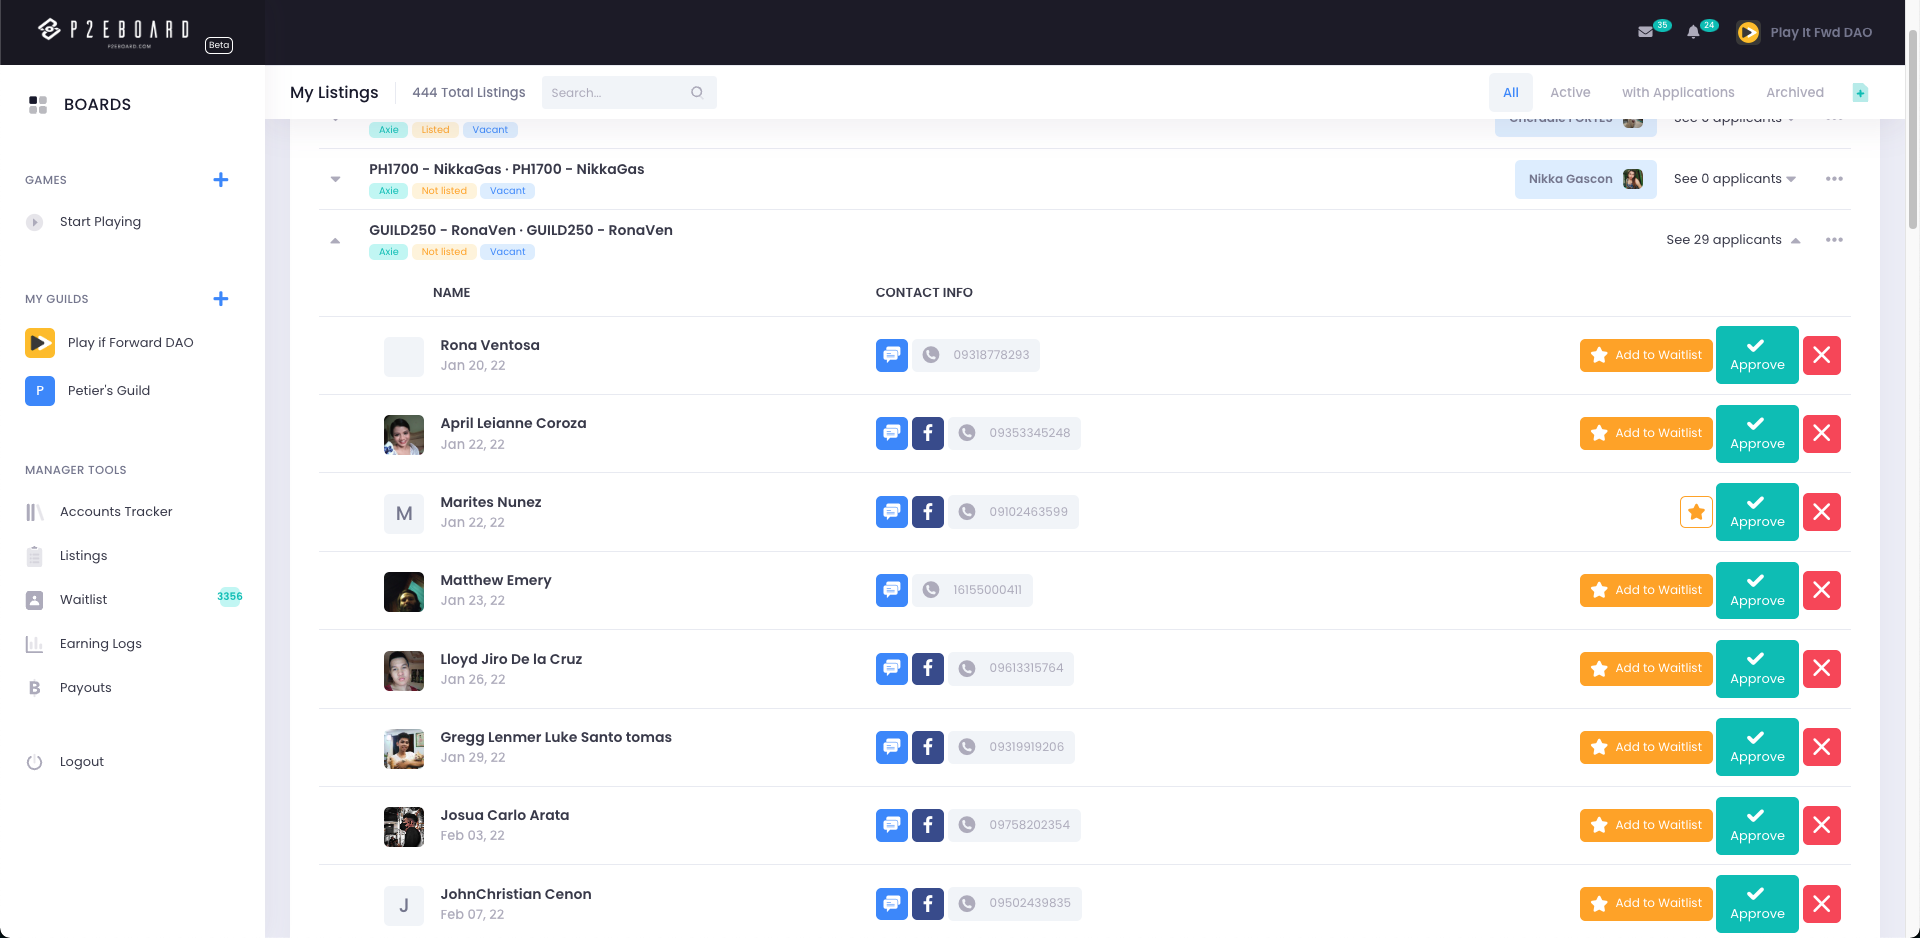 P2EBOARD
P2EBOARD.COM
Beta
35
24
Play It Fwd DAO
BOARDS
GAMES
Start Playing
MY GUILDS
Play if Forward DAO
P
Petier's Guild
MANAGER TOOLS
Accounts Tracker
Listings
Waitlist
3356
Earning Logs
Payouts
Logout
My Listings
444 Total Listings
Search...
All
Active
with Applications
Archived
Axie
Listed
Vacant
See 0 applicants
PH1700 - NikkaGas · PH1700 - NikkaGas
Axie
Not listed
Vacant
Nikka Gascon
See 0 applicants
GUILD250 - RonaVen · GUILD250 - RonaVen
Axie
Not listed
Vacant
See 29 applicants
NAME
CONTACT INFO
Rona Ventosa
Jan 20, 22
09318778293
Add to Waitlist
Approve
April Leianne Coroza
Jan 22, 22
09353345248
Add to Waitlist
Approve
M
Marites Nunez
Jan 22, 22
09102463599
Approve
Matthew Emery
Jan 23, 22
16155000411
Add to Waitlist
Approve
Lloyd Jiro De la Cruz
Jan 26, 22
09613315764
Add to Waitlist
Approve
Gregg Lenmer Luke Santo tomas
Jan 29, 22
09319919206
Add to Waitlist
Approve
Josua Carlo Arata
Feb 03, 22
09758202354
Add to Waitlist
Approve
J
JohnChristian Cenon
Feb 07, 22
09502439835
Add to Waitlist
Approve